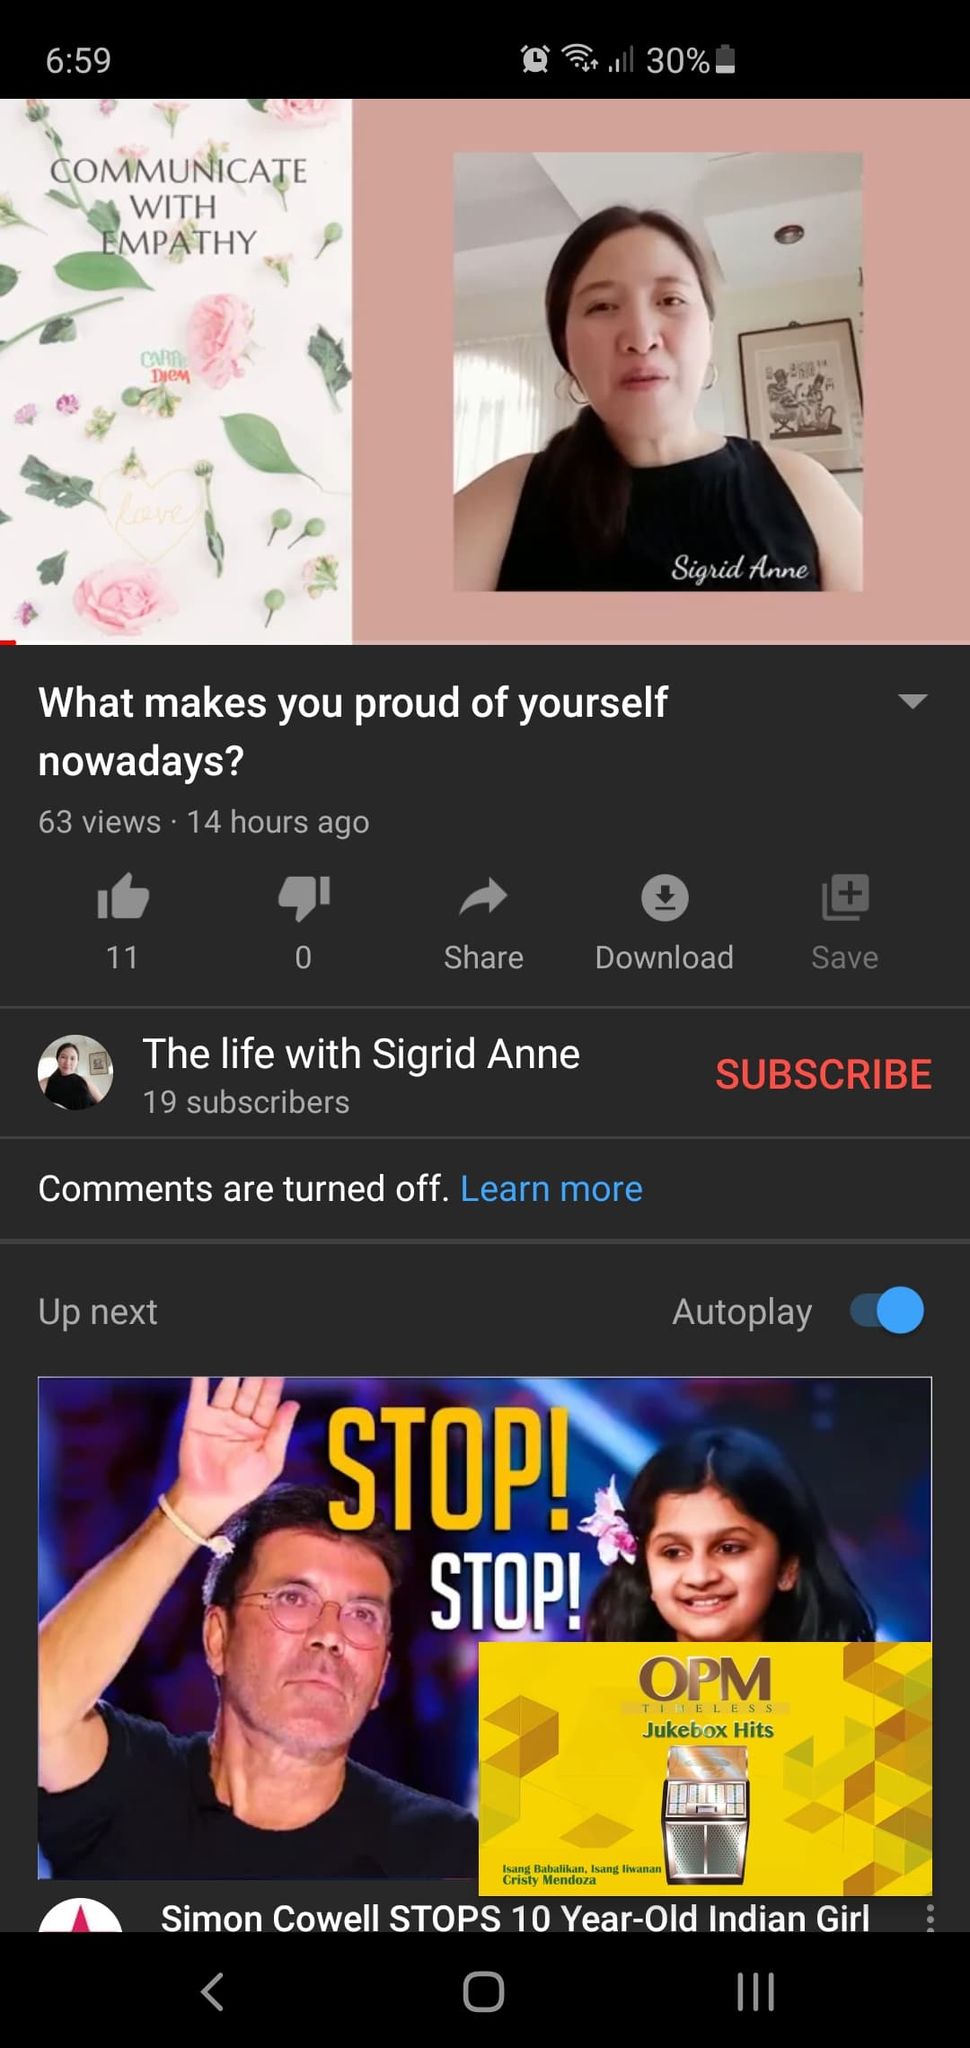 6:59
30%
COMMUNICATE
WITH
EMPATHY
CARPE
DIEM
love
Sigrid Anne
What makes you proud of yourself
nowadays?
63 views · 14 hours ago
11
0
Share
Download
Save
The life with Sigrid Anne
19 subscribers
SUBSCRIBE
Comments are turned off. Learn more
Up next
Autoplay
STOP!
STOP!
OPM
TIMELESS
Jukebox Hits
Isang Babalikan, Isang Iiwanan
Cristy Mendoza
Simon Cowell STOPS 10 Year-Old Indian Girl